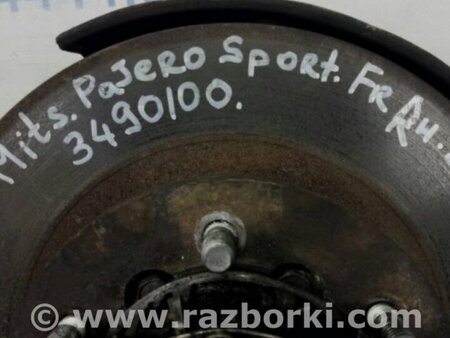 Mits. PaJeRO Sport. FR RH.
3490100.
www.razborki.com